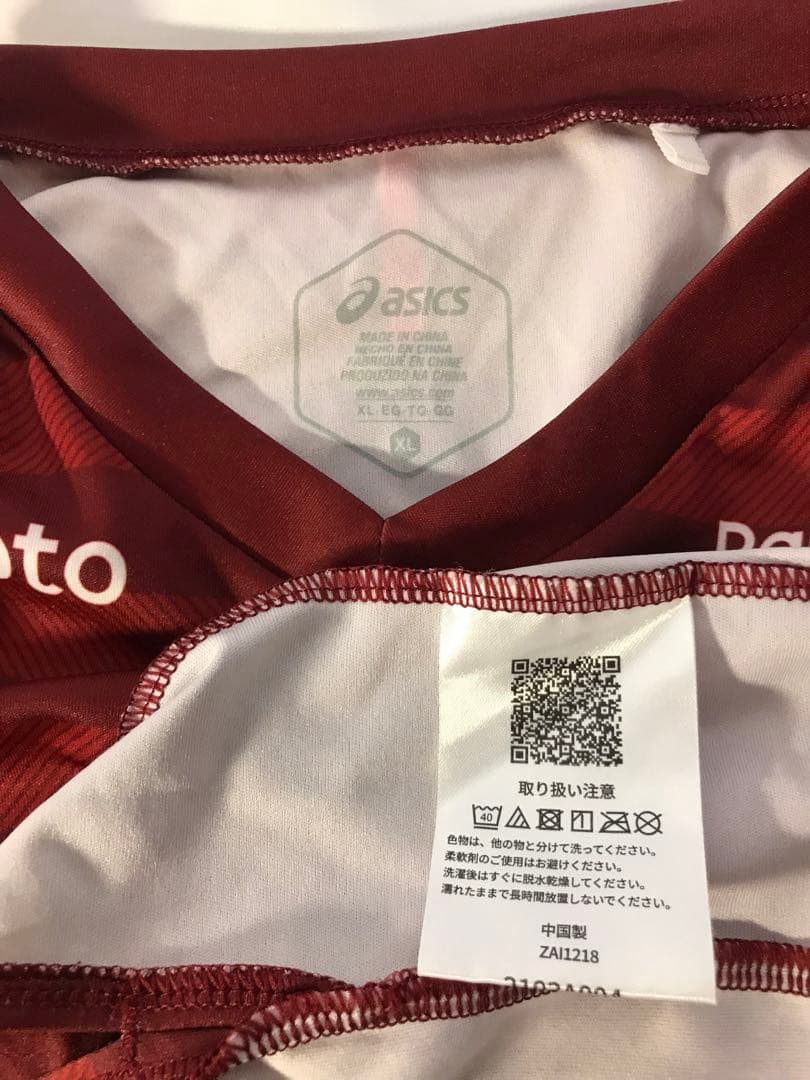 asics
MADE IN CHINA
HECHO EN CHINA
FABRIQUÉ EN CHINE
PRODUZIDO NA CHINA
www.asics.com
XL·EG·TG·GG
XL
40
取り扱い注意
色物は、他の物と分けて洗ってください。
柔軟剤のご使用はお避けください。
洗濯後はすぐに脱水乾燥してください。
濡れたままで長時間放置しないでください。
中国製
ZAI1218